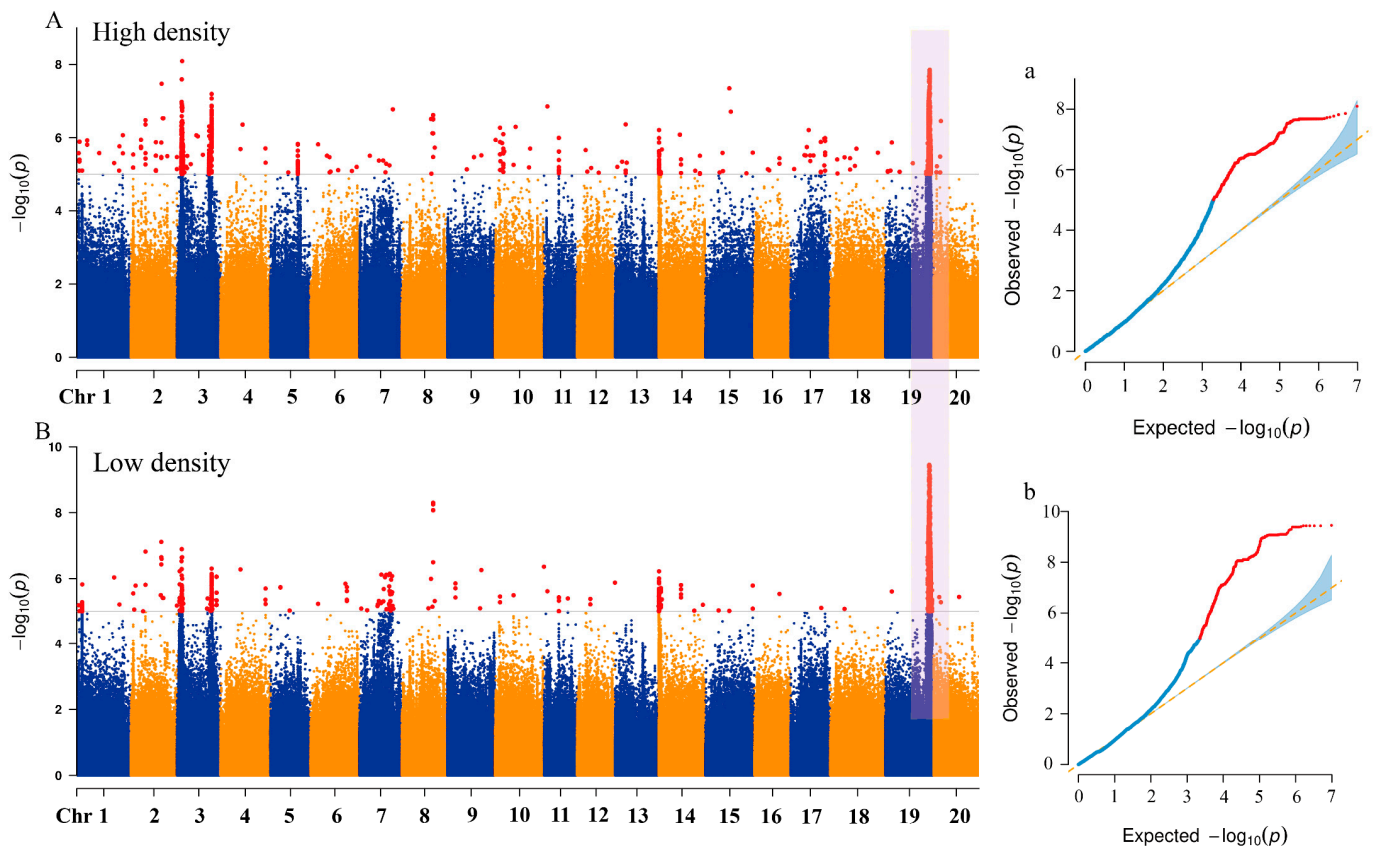 A
High density
8
6
4
2
0
−log10(p)
Chr 1 2 3 4 5 6 7 8 9 10 11 12 13 14 15 16 17 18 19 20
a
8
6
4
2
0
Observed −log10(p)
0 1 2 3 4 5 6 7
Expected −log10(p)
B
Low density
10
8
6
4
2
0
−log10(p)
Chr 1 2 3 4 5 6 7 8 9 10 11 12 13 14 15 16 17 18 19 20
b
10
8
6
4
2
0
Observed −log10(p)
0 1 2 3 4 5 6 7
Expected −log10(p)